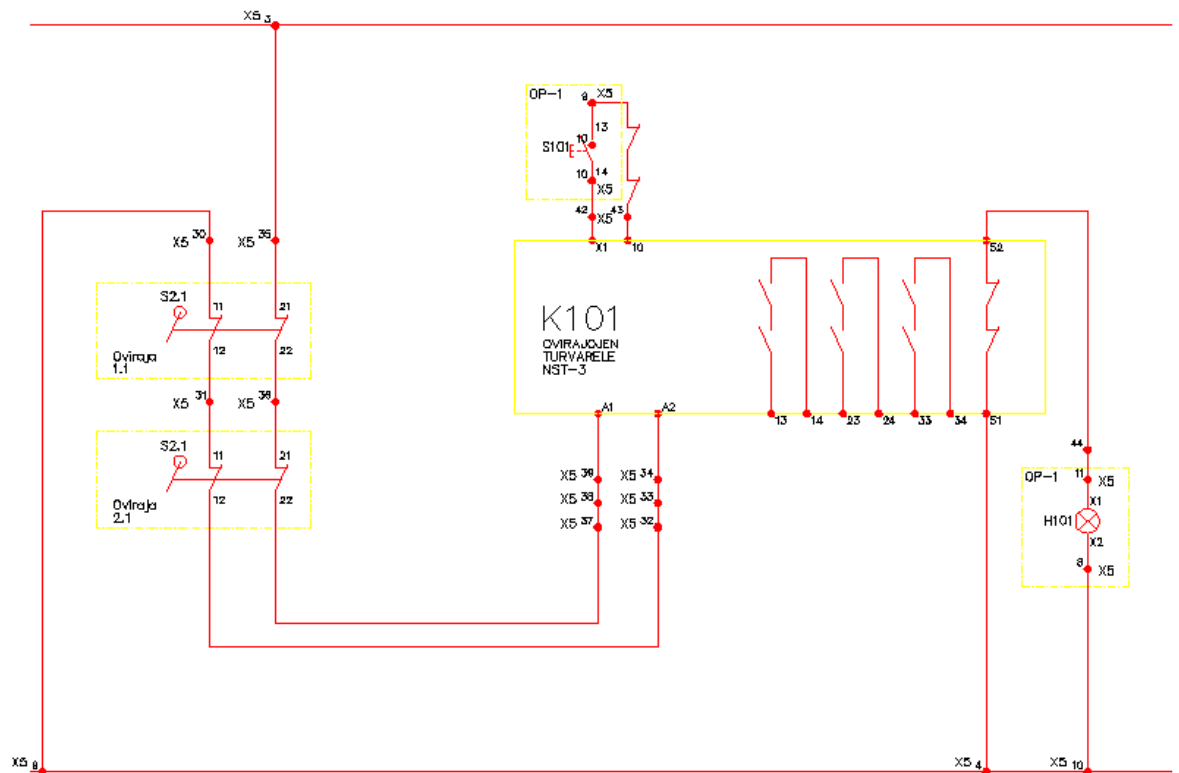 X5 3
OP-1
9 X5
13
10
S101
14
10
X5
42
X5 43
X1
10
52
X5 30
X5 35
S2.1
11
21
12
22
Oviraja
1.1
K101
OVIRAJOJEN
TURVARELE
NST-3
A1
A2
13
14
23
24
33
34
51
X5 31
X5 36
S2.1
11
21
12
22
Oviraja
2.1
X5 39
X5 34
X5 38
X5 33
X5 37
X5 32
44
OP-1
11
X5
X1
H101
X2
8
X5
X5 8
X5 4
X5 10